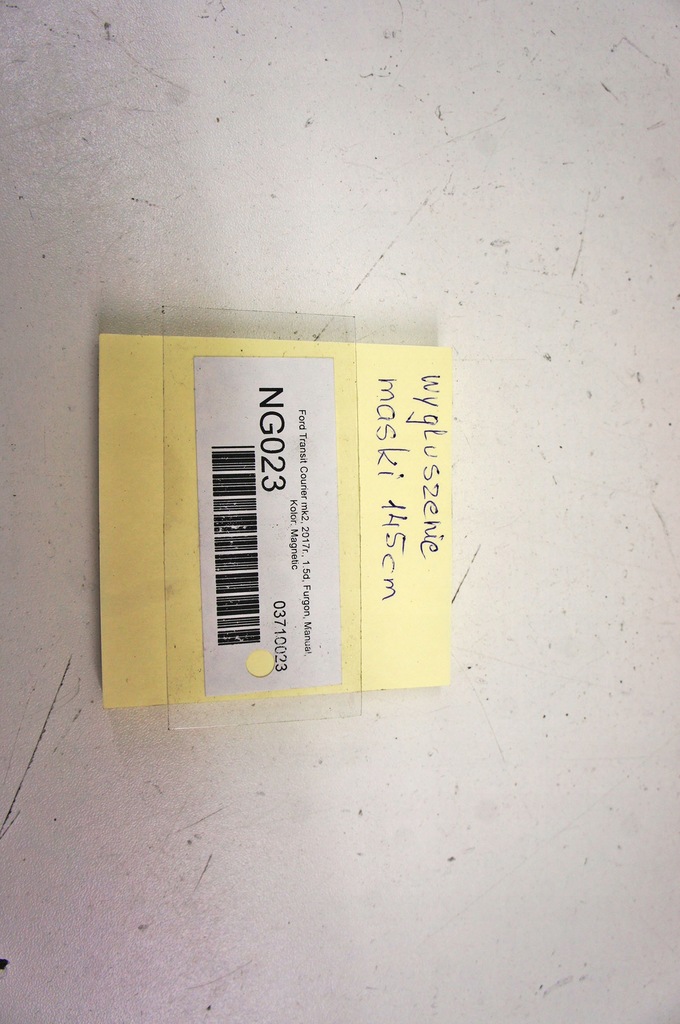 wygłuszenie
maski 145cm
Ford Transit Courier mk2, 2017r., 1.5d, Furgon, Manual,
Kolor: Magnetic
NG023
03710023